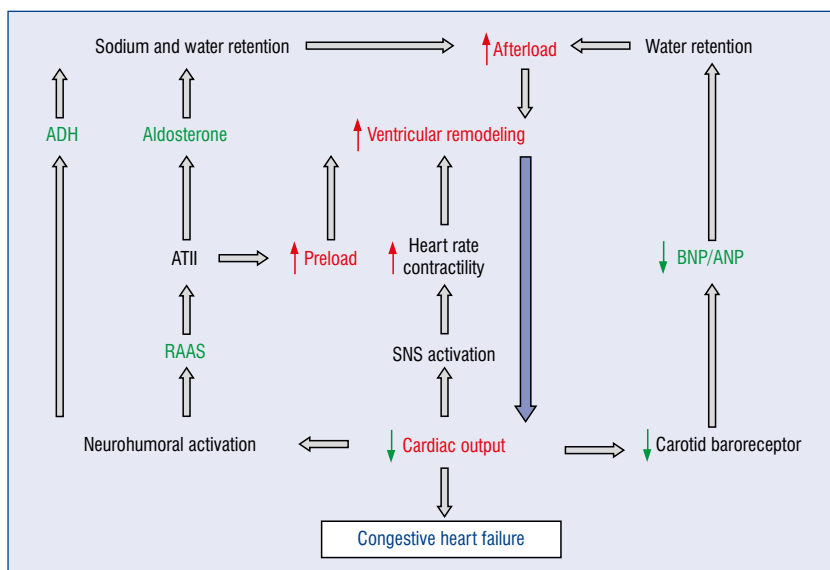 Sodium and water retention
Afterload
Water retention
ADH
Aldosterone
Ventricular remodeling
ATII
Preload
Heart rate
contractility
BNP/ANP
RAAS
SNS activation
Neurohumoral activation
Cardiac output
Carotid baroreceptor
Congestive heart failure